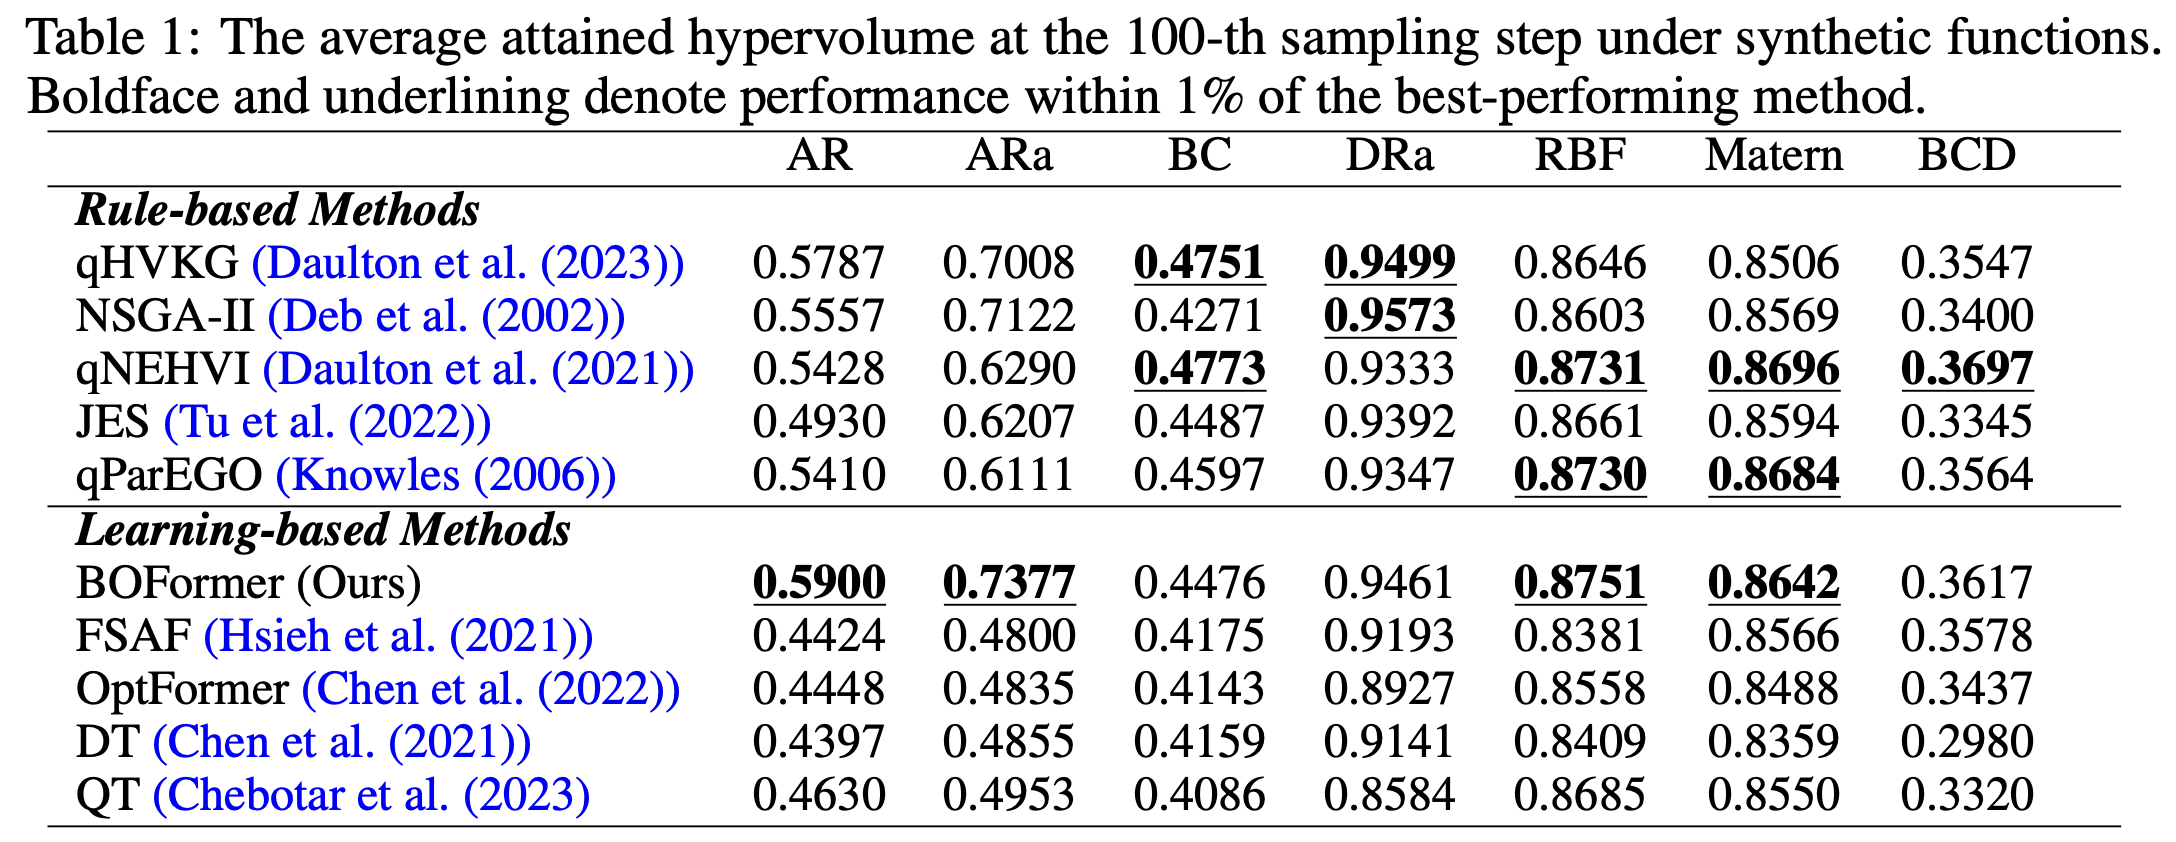 Table 1: The average attained hypervolume at the 100-th sampling step under synthetic functions.
Boldface and underlining denote performance within 1% of the best-performing method.
AR ARa BC DRa RBF Matern BCD
Rule-based Methods
qHVKG (Daulton et al. (2023)) 0.5787 0.7008 0.4751 0.9499 0.8646 0.8506 0.3547
NSGA-II (Deb et al. (2002)) 0.5557 0.7122 0.4271 0.9573 0.8603 0.8569 0.3400
qNEHVI (Daulton et al. (2021)) 0.5428 0.6290 0.4773 0.9333 0.8731 0.8696 0.3697
JES (Tu et al. (2022)) 0.4930 0.6207 0.4487 0.9392 0.8661 0.8594 0.3345
qParEGO (Knowles (2006)) 0.5410 0.6111 0.4597 0.9347 0.8730 0.8684 0.3564
Learning-based Methods
BOFormer (Ours) 0.5900 0.7377 0.4476 0.9461 0.8751 0.8642 0.3617
FSAF (Hsieh et al. (2021)) 0.4424 0.4800 0.4175 0.9193 0.8381 0.8566 0.3578
OptFormer (Chen et al. (2022)) 0.4448 0.4835 0.4143 0.8927 0.8558 0.8488 0.3437
DT (Chen et al. (2021)) 0.4397 0.4855 0.4159 0.9141 0.8409 0.8359 0.2980
QT (Chebotar et al. (2023) 0.4630 0.4953 0.4086 0.8584 0.8685 0.8550 0.3320